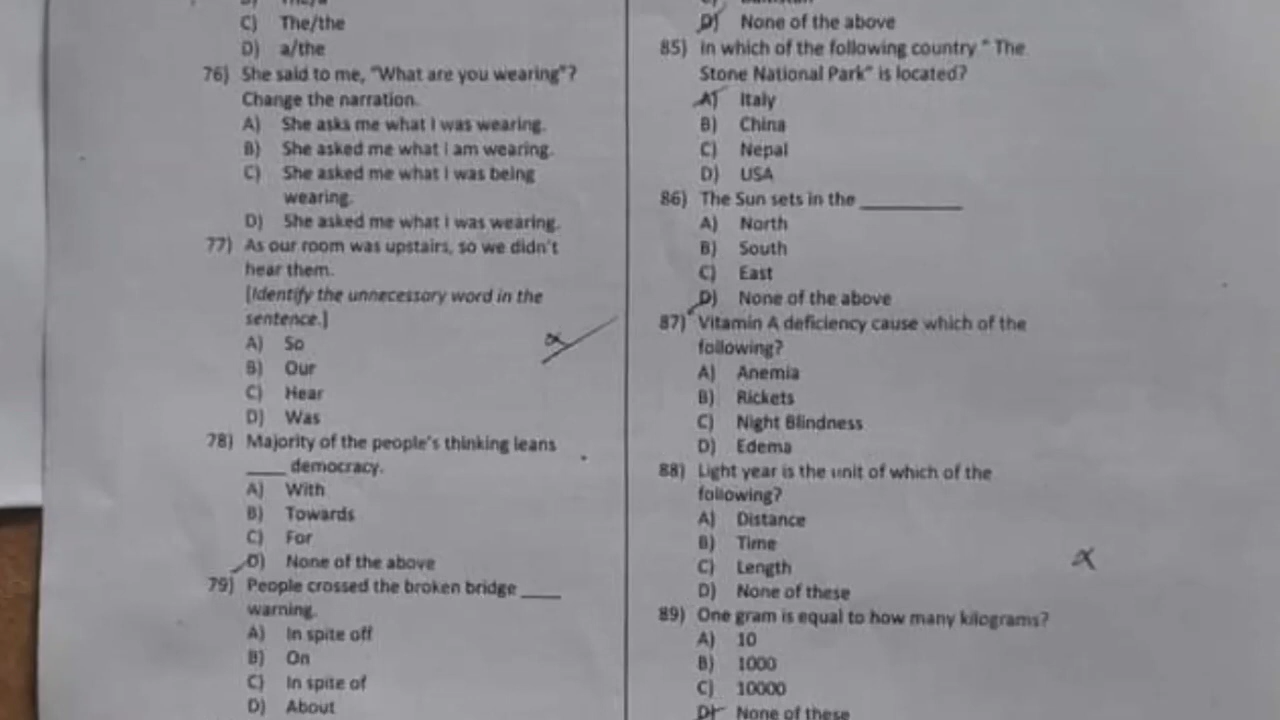 C) The/the
D) a/the
76) She said to me, "What are you wearing"?
Change the narration.
A) She asks me what I was wearing.
B) She asked me what I am wearing.
C) She asked me what I was being
wearing.
D) She asked me what I was wearing.
77) As our room was upstairs, so we didn't
hear them.
[Identify the unnecessary word in the
sentence.]
A) So
B) Our
C) Hear
D) Was
78) Majority of the people's thinking leans
____ democracy.
A) With
B) Towards
C) For
D) None of the above
79) People crossed the broken bridge ____
warning.
A) In spite off
B) On
C) In spite of
D) About
D) None of the above
85) In which of the following country " The
Stone National Park" is located?
A) Italy
B) China
C) Nepal
D) USA
86) The Sun sets in the __________
A) North
B) South
C) East
D) None of the above
87) Vitamin A deficiency cause which of the
following?
A) Anemia
B) Rickets
C) Night Blindness
D) Edema
88) Light year is the unit of which of the
following?
A) Distance
B) Time
C) Length
D) None of these
89) One gram is equal to how many kilograms?
A) 10
B) 1000
C) 10000
D) None of these